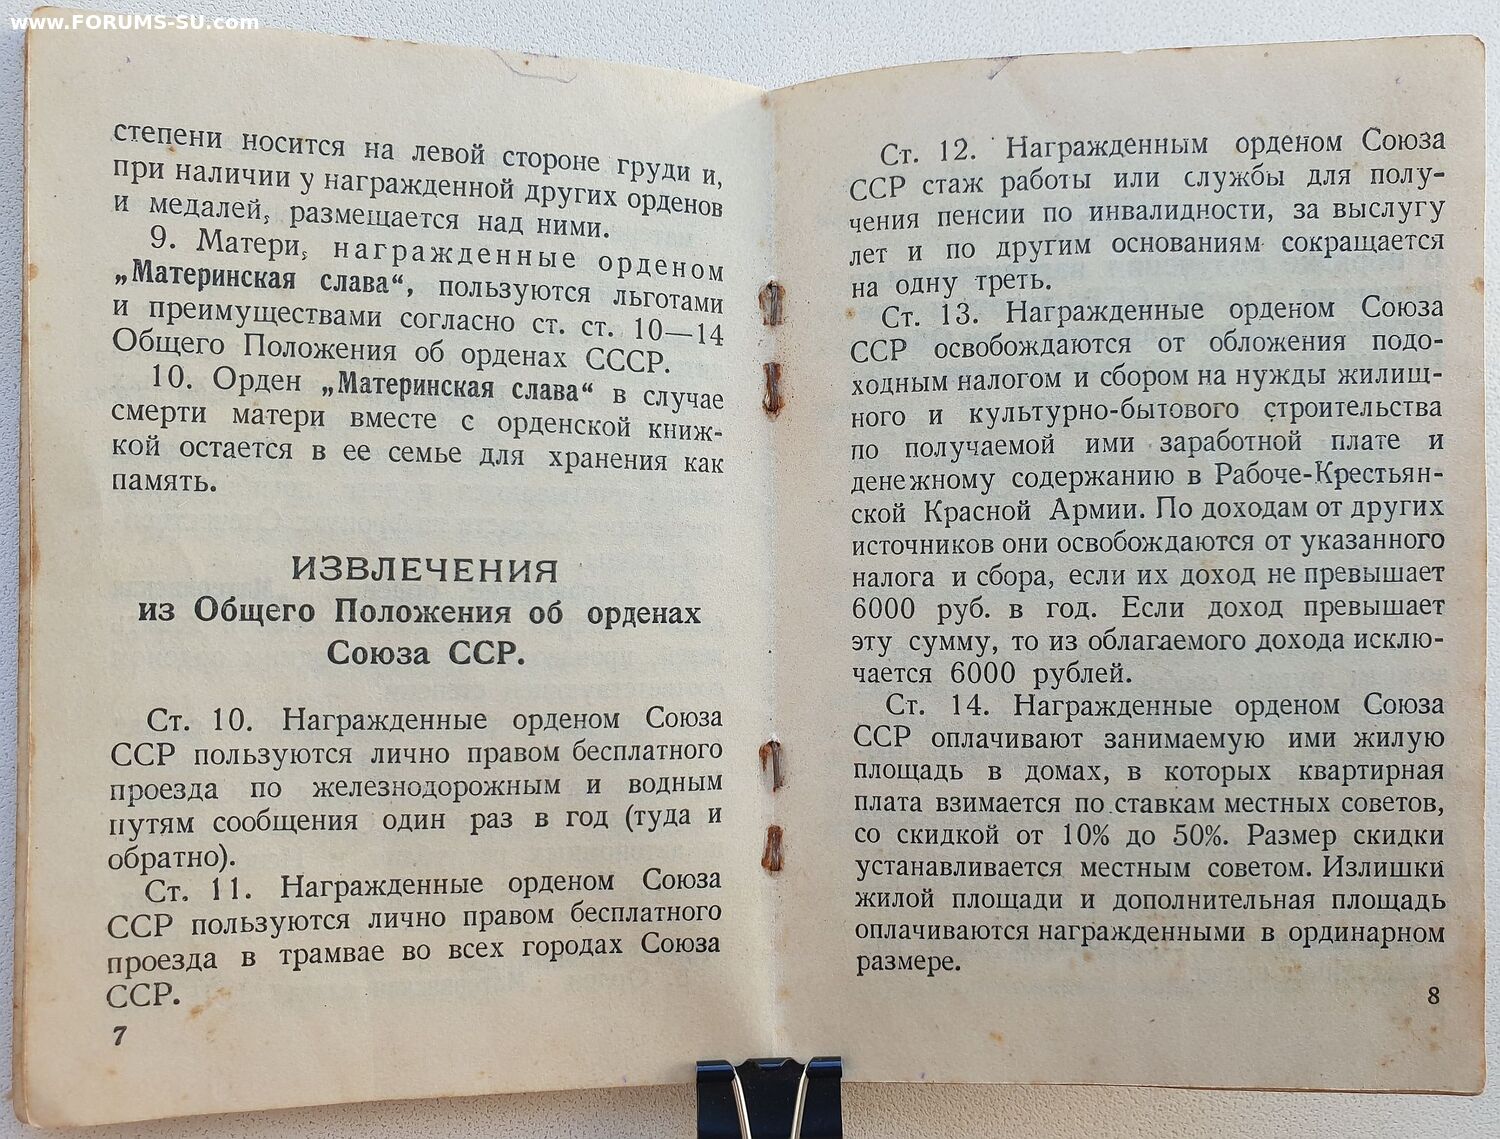 www.FORUMS-SU.com
степени носится на левой стороне груди и,
при наличии у награжденной других орденов
и медалей, размещается над ними.
9. Матери, награжденные орденом
„Материнская слава“, пользуются льготами
и преимуществами согласно ст. ст. 10—14
Общего Положения об орденах СССР.
10. Орден „Материнская слава“ в случае
смерти матери вместе с орденской книж-
кой остается в ее семье для хранения как
память.
ИЗВЛЕЧЕНИЯ
из Общего Положения об орденах
Союза ССР.
Ст. 10. Награжденные орденом Союза
ССР пользуются лично правом бесплатного
проезда по железнодорожным и водным
путям сообщения один раз в год (туда и
обратно).
Ст. 11. Награжденные орденом Союза
ССР пользуются лично правом бесплатного
проезда в трамвае во всех городах Союза
ССР.
7
Ст. 12. Награжденным орденом Союза
ССР стаж работы или службы для полу-
чения пенсии по инвалидности, за выслугу
лет и по другим основаниям сокращается
на одну треть.
Ст. 13. Награжденные орденом Союза
ССР освобождаются от обложения подо-
ходным налогом и сбором на нужды жилищ-
ного и культурно-бытового строительства
по получаемой ими заработной плате и
денежному содержанию в Рабоче-Крестьян-
ской Красной Армии. По доходам от других
источников они освобождаются от указанного
налога и сбора, если их доход не превышает
6000 руб. в год. Если доход превышает
эту сумму, то из облагаемого дохода исклю-
чается 6000 рублей.
Ст. 14. Награжденные орденом Союза
ССР оплачивают занимаемую ими жилую
площадь в домах, в которых квартирная
плата взимается по ставкам местных советов,
со скидкой от 10% до 50%. Размер скидки
устанавливается местным советом. Излишки
жилой площади и дополнительная площадь
оплачиваются награжденными в ординарном
размере.
8